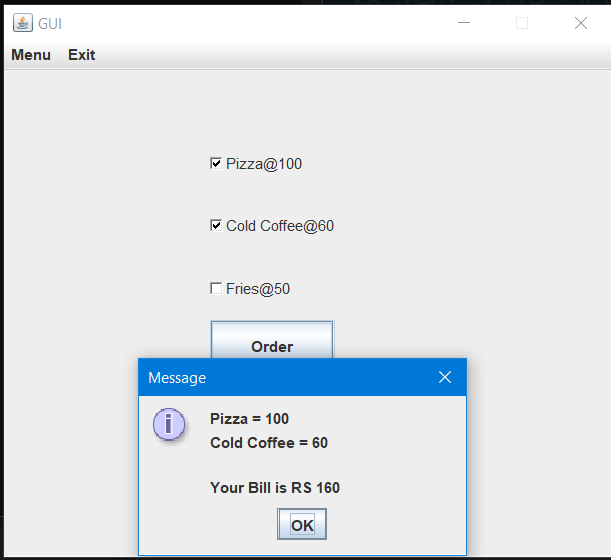 GUI
Menu Exit
Pizza@100
Cold Coffee@60
Fries@50
Order
Message
i
Pizza = 100
Cold Coffee = 60
Your Bill is RS 160
OK